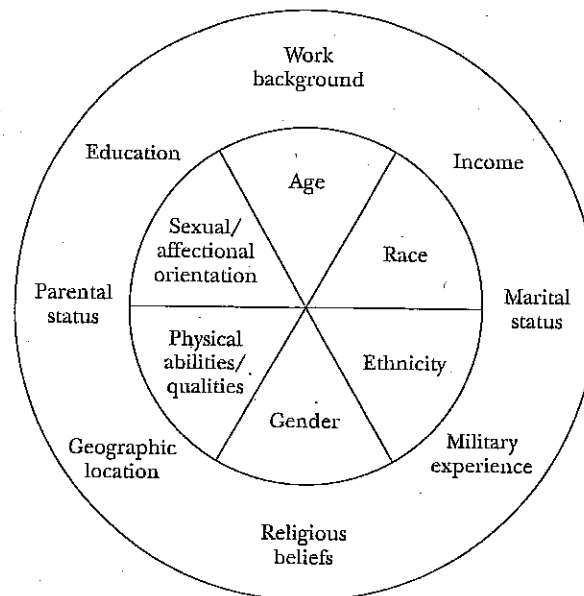 Work
background
Education
Income
Age
Sexual/
affectional
orientation
Race
Parental
status
Marital
status
Physical
abilities/
qualities
Ethnicity
Gender
Geographic
location
Military
experience
Religious
beliefs